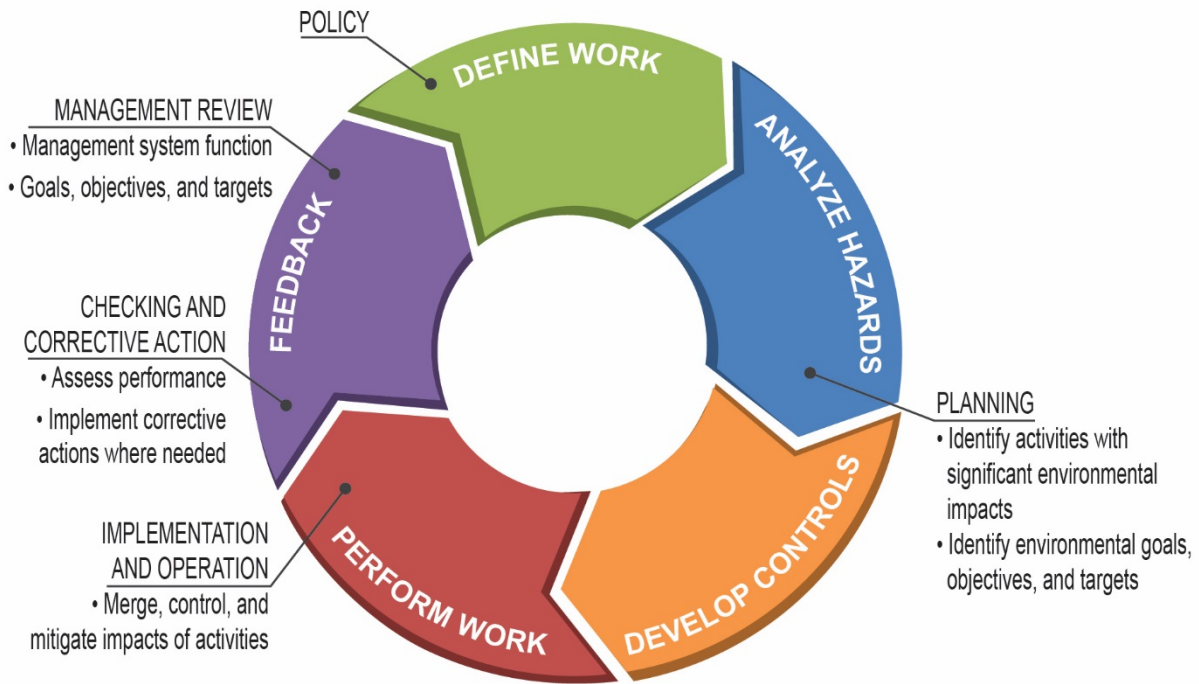 POLICY
DEFINE WORK
MANAGEMENT REVIEW
• Management system function
• Goals, objectives, and targets
ANALYZE HAZARDS
FEEDBACK
CHECKING AND
CORRECTIVE ACTION
• Assess performance
• Implement corrective
actions where needed
PLANNING
• Identify activities with
significant environmental
impacts
• Identify environmental goals,
objectives, and targets
DEVELOP CONTROLS
PERFORM WORK
IMPLEMENTATION
AND OPERATION
• Merge, control, and
mitigate impacts of activities